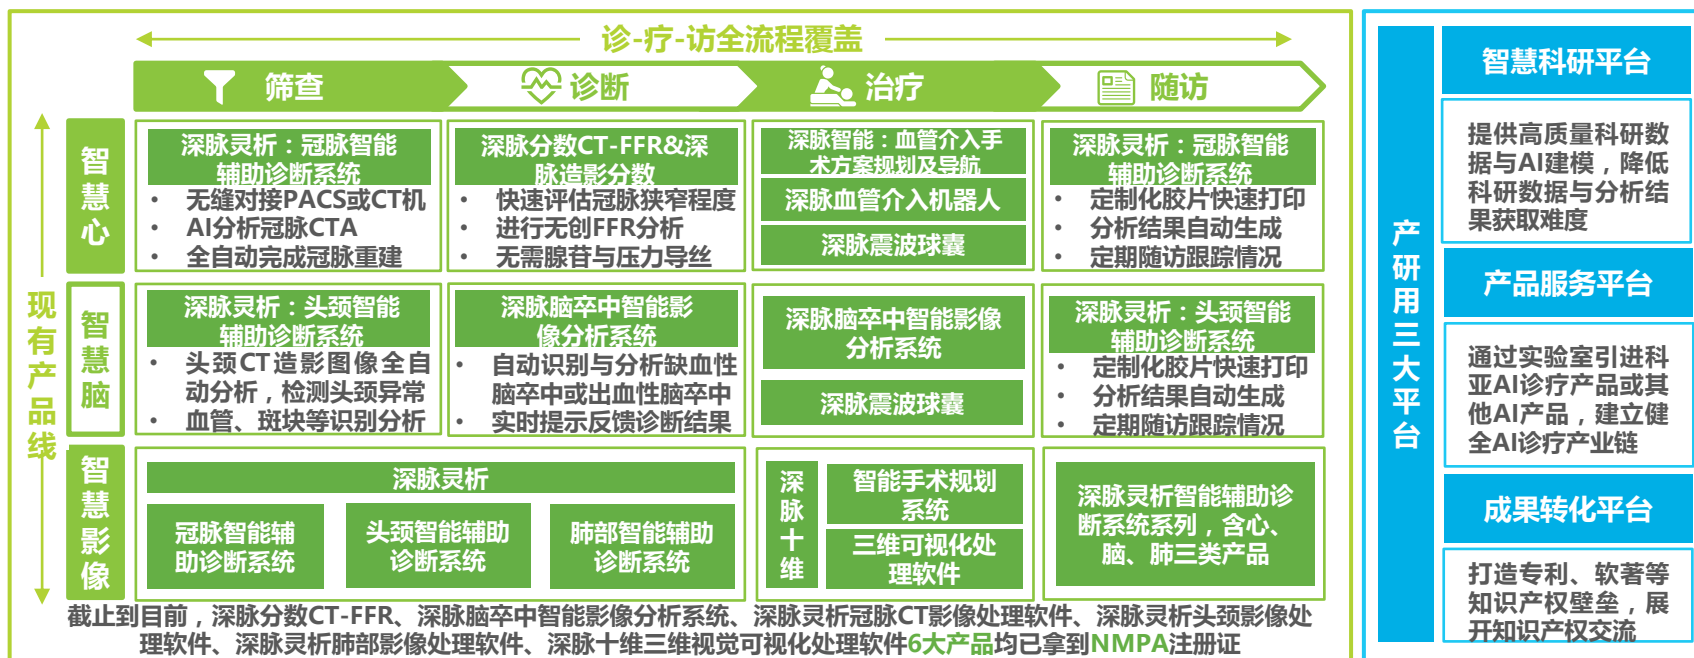 诊-疗-访全流程覆盖
筛查
诊断
治疗
随访
现有产品线
智慧心
深脉灵析：冠脉智能
辅助诊断系统
• 无缝对接PACS或CT机
• AI分析冠脉CTA
• 全自动完成冠脉重建
深脉分数CT-FFR&深
脉造影分数
• 快速评估冠脉狭窄程度
• 进行无创FFR分析
• 无需腺苷与压力导丝
深脉智能：血管介入手
术方案规划及导航
深脉血管介入机器人
深脉震波球囊
深脉灵析：冠脉智能
辅助诊断系统
• 定制化胶片快速打印
• 分析结果自动生成
• 定期随访跟踪情况
智慧脑
深脉灵析：头颈智能
辅助诊断系统
• 头颈CT造影图像全自
动分析，检测头颈异常
• 血管、斑块等识别分析
深脉脑卒中智能影
像分析系统
• 自动识别与分析缺血性
脑卒中或出血性脑卒中
• 实时提示反馈诊断结果
深脉脑卒中智能影像
分析系统
深脉震波球囊
深脉灵析：头颈智能
辅助诊断系统
• 定制化胶片快速打印
• 分析结果自动生成
• 定期随访跟踪情况
智慧影像
深脉灵析
冠脉智能辅
助诊断系统
头颈智能辅助
诊断系统
肺部智能辅助
诊断系统
深脉十维
智能手术规划
系统
三维可视化处
理软件
深脉灵析智能辅助诊
断系统系列，含心、
脑、肺三类产品
截止到目前，深脉分数CT-FFR、深脉脑卒中智能影像分析系统、深脉灵析冠脉CT影像处理软件、深脉灵析头颈影像处
理软件、深脉灵析肺部影像处理软件、深脉十维三维视觉可视化处理软件6大产品均已拿到NMPA注册证
产研用三大平台
智慧科研平台
提供高质量科研数
据与AI建模，降低
科研数据与分析结
果获取难度
产品服务平台
通过实验室引进科
亚AI诊疗产品或其
他AI产品，建立健
全AI诊疗产业链
成果转化平台
打造专利、软著等
知识产权壁垒，展
开知识产权交流